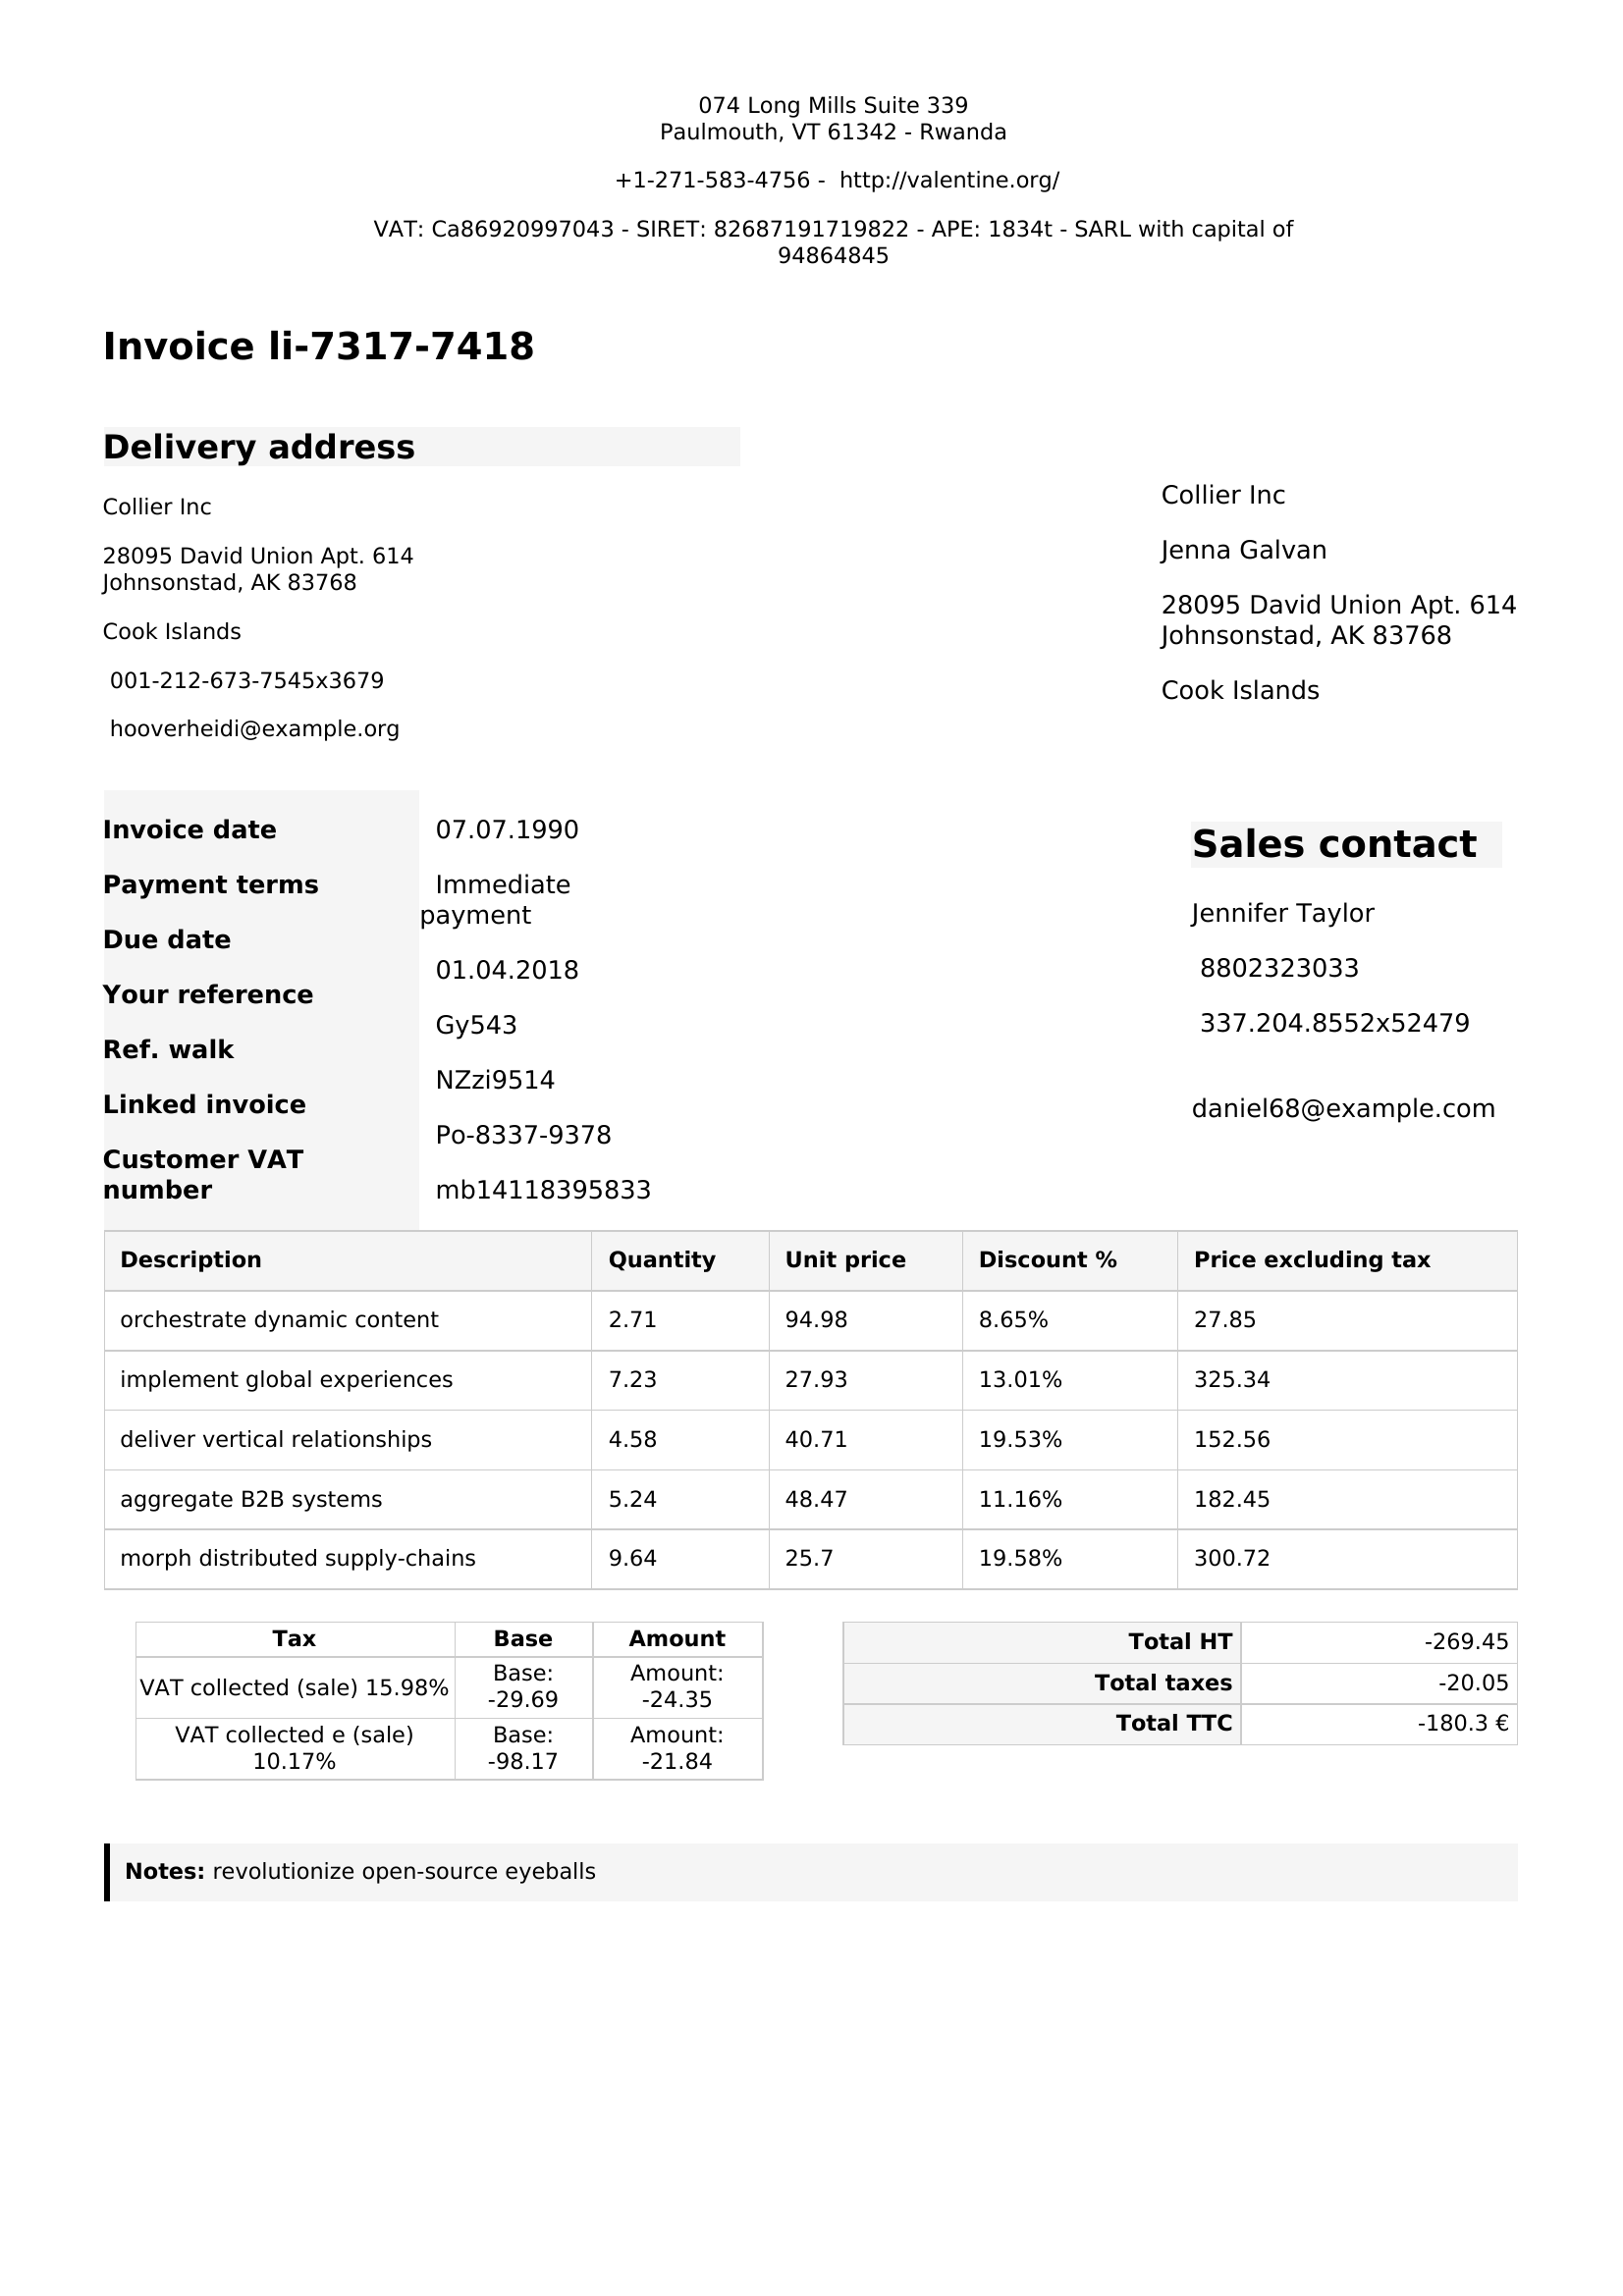 074 Long Mills Suite 339
Paulmouth, VT 61342 - Rwanda
+1-271-583-4756 -  http://valentine.org/
VAT: Ca86920997043 - SIRET: 82687191719822 - APE: 1834t - SARL with capital of
94864845
Invoice li-7317-7418
Delivery address
Collier Inc
28095 David Union Apt. 614
Johnsonstad, AK 83768
Cook Islands
001-212-673-7545x3679
hooverheidi@example.org
Collier Inc
Jenna Galvan
28095 David Union Apt. 614
Johnsonstad, AK 83768
Cook Islands
Invoice date
Payment terms
Due date
Your reference
Ref. walk
Linked invoice
Customer VAT
number
07.07.1990
Immediate
payment
01.04.2018
Gy543
NZzi9514
Po-8337-9378
mb14118395833
Sales contact
Jennifer Taylor
8802323033
337.204.8552x52479
daniel68@example.com
Description Quantity Unit price Discount % Price excluding tax
orchestrate dynamic content 2.71 94.98 8.65% 27.85
implement global experiences 7.23 27.93 13.01% 325.34
deliver vertical relationships 4.58 40.71 19.53% 152.56
aggregate B2B systems 5.24 48.47 11.16% 182.45
morph distributed supply-chains 9.64 25.7 19.58% 300.72
Tax Base Amount
VAT collected (sale) 15.98% Base: -29.69 Amount: -24.35
VAT collected e (sale) 10.17% Base: -98.17 Amount: -21.84
Total HT -269.45
Total taxes -20.05
Total TTC -180.3 €
Notes: revolutionize open-source eyeballs